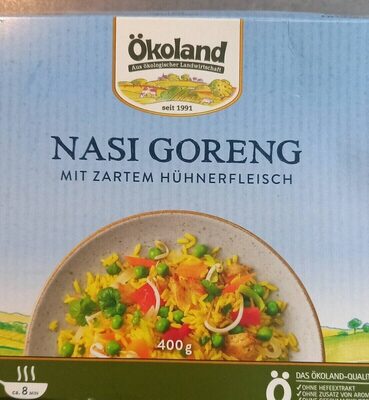 Ökoland
Aus ökologischer Landwirtschaft
seit 1991
NASI GORENG
MIT ZARTEM HÜHNERFLEISCH
400g
ca. 8 MIN
DAS ÖKOLAND-QUALI
✓OHNE HEFEEXTRAKT
✓OHNE ZUSATZ VON AROM